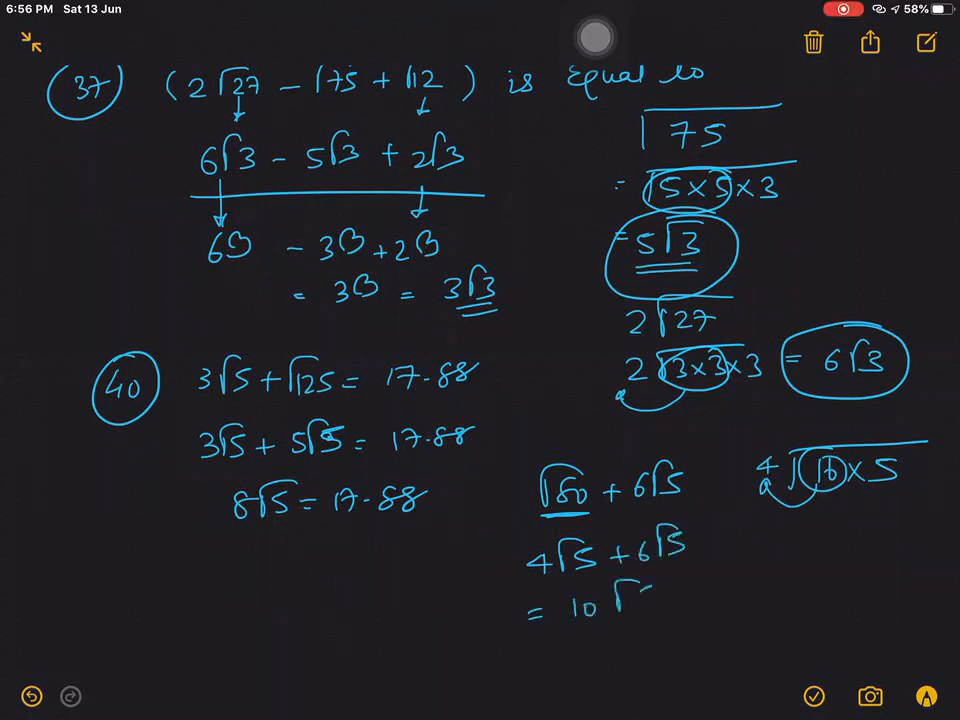 6:56 PM Sat 13 Jun 58%
37 (2√27 - √75 + √12) is equal to
6√3 - 5√3 + 2√3
6√3 - 3√3 + 2√3
= 3√3 = 3√3
√75
= √5×5×3
= 5√3
2√27
2√3×3×3 = 6√3
40 3√5 + √125 = 17.88
3√5 + 5√5 = 17.88
8√5 = 17.88
√80 + 6√5
4√5 + 6√5
= 10√
4√16×5